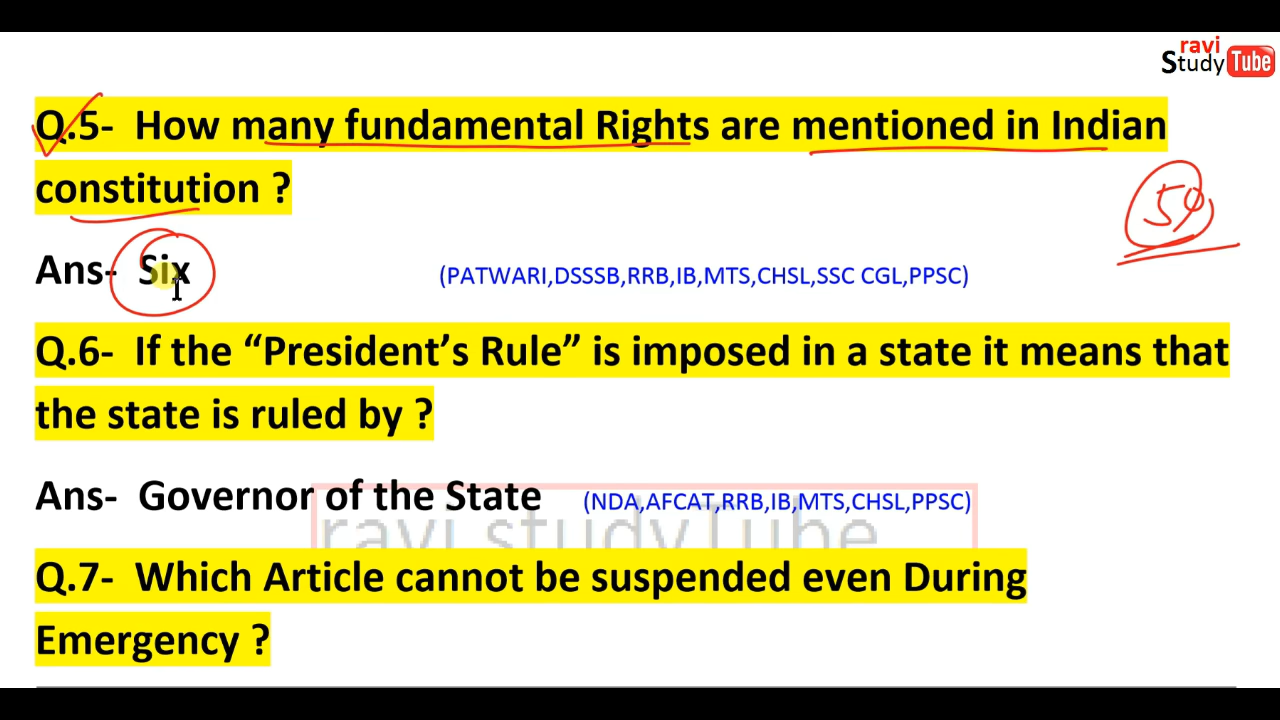 ravi
Study Tube
Q.5- How many fundamental Rights are mentioned in Indian
constitution ?
59
Ans- Six (PATWARI,DSSSB,RRB,IB,MTS,CHSL,SSC CGL,PPSC)
Q.6- If the “President’s Rule” is imposed in a state it means that
the state is ruled by ?
Ans- Governor of the State (NDA,AFCAT,RRB,IB,MTS,CHSL,PPSC)
ravi studyTube
Q.7- Which Article cannot be suspended even During
Emergency ?